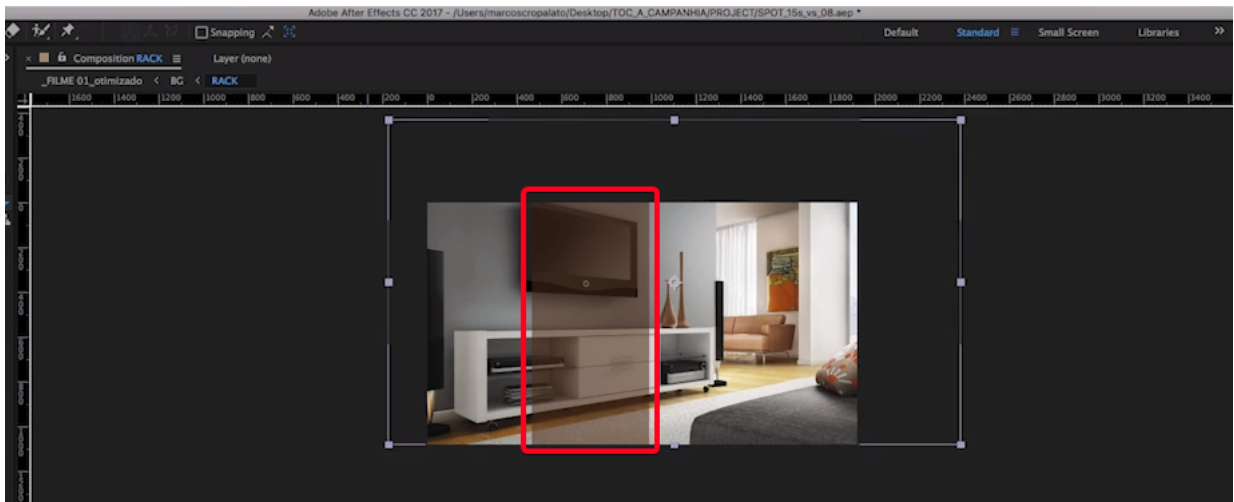 Adobe After Effects CC 2017 - /Users/marcoscropalato/Desktop/TOC_A_CAMPANHIA/PROJECT/SPOT_15s_vs_08.aep *
Snapping Default Standard Small Screen Libraries »
× Composition RACK Layer (none)
_FILME 01_otimizado < BG < RACK
1600 1400 1200 1000 800 600 400 200 0 200 400 600 800 1000 1200 1400 1600 1800 2000 2200 2400 2600 2800 3000 3200 3400